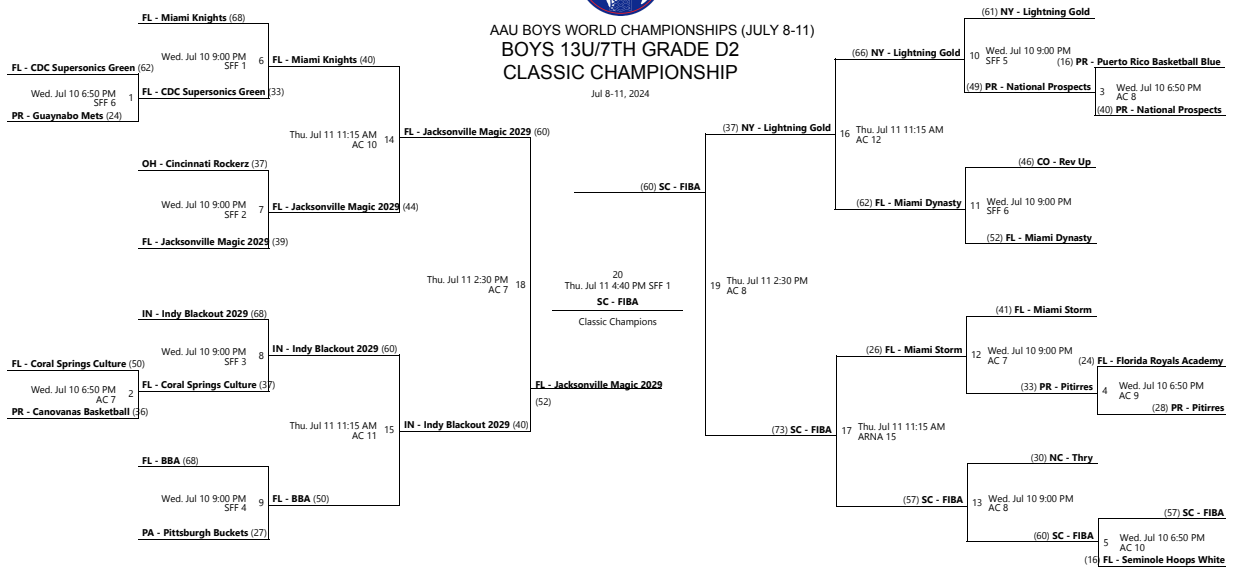 AAU BOYS WORLD CHAMPIONSHIPS (JULY 8-11)
BOYS 13U/7TH GRADE D2
CLASSIC CHAMPIONSHIP
Jul 8-11, 2024
FL - Miami Knights (68)
Wed. Jul 10 9:00 PM 6
SFF 1
FL - Miami Knights (40)
FL - CDC Supersonics Green (62)
Wed. Jul 10 6:50 PM 1
SFF 6
FL - CDC Supersonics Green (33)
PR - Guaynabo Mets (24)
Thu. Jul 11 11:15 AM 14
AC 10
FL - Jacksonville Magic 2029 (60)
OH - Cincinnati Rockerz (37)
Wed. Jul 10 9:00 PM 7
SFF 2
FL - Jacksonville Magic 2029 (44)
FL - Jacksonville Magic 2029 (39)
Thu. Jul 11 2:30 PM 18
AC 7
IN - Indy Blackout 2029 (68)
Wed. Jul 10 9:00 PM 8
SFF 3
IN - Indy Blackout 2029 (60)
FL - Coral Springs Culture (50)
Wed. Jul 10 6:50 PM 2
AC 7
FL - Coral Springs Culture (37)
PR - Canovanas Basketball (36)
FL - Jacksonville Magic 2029
(52)
Thu. Jul 11 11:15 AM 15
AC 11
IN - Indy Blackout 2029 (40)
FL - BBA (68)
Wed. Jul 10 9:00 PM 9
SFF 4
FL - BBA (50)
PA - Pittsburgh Buckets (27)
(60) SC - FIBA
20
Thu. Jul 11 4:40 PM SFF 1
SC - FIBA
Classic Champions
(61) NY - Lightning Gold
(66) NY - Lightning Gold
10 Wed. Jul 10 9:00 PM
SFF 5
(16) PR - Puerto Rico Basketball Blue
(49) PR - National Prospects
3 Wed. Jul 10 6:50 PM
AC 8
(40) PR - National Prospects
(37) NY - Lightning Gold
16 Thu. Jul 11 11:15 AM
AC 12
(46) CO - Rev Up
(62) FL - Miami Dynasty
11 Wed. Jul 10 9:00 PM
SFF 6
(52) FL - Miami Dynasty
19 Thu. Jul 11 2:30 PM
AC 8
(41) FL - Miami Storm
(26) FL - Miami Storm
12 Wed. Jul 10 9:00 PM
AC 7
(24) FL - Florida Royals Academy
(33) PR - Pitirres
4 Wed. Jul 10 6:50 PM
AC 9
(28) PR - Pitirres
(73) SC - FIBA
17 Thu. Jul 11 11:15 AM
ARNA 15
(30) NC - Thry
(57) SC - FIBA
13 Wed. Jul 10 9:00 PM
AC 8
(57) SC - FIBA
(60) SC - FIBA
5 Wed. Jul 10 6:50 PM
AC 10
(16) FL - Seminole Hoops White